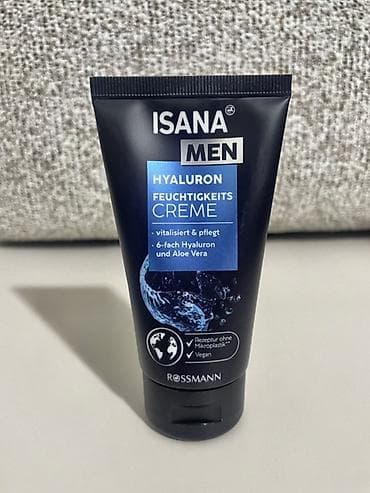 ISANA
MEN
HYALURON
FEUCHTIGKEITS
CREME
• vitalisiert & pflegt
• 6-fach Hyaluron
und Aloe Vera
✓ Rezeptur ohne
Mikroplastik**
✓ Vegan
ROSSMANN